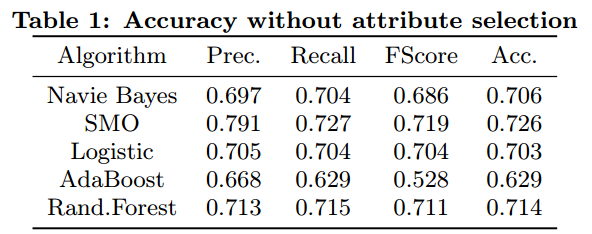 Table 1: Accuracy without attribute selection
Algorithm Prec. Recall FScore Acc.
Navie Bayes 0.697 0.704 0.686 0.706
SMO 0.791 0.727 0.719 0.726
Logistic 0.705 0.704 0.704 0.703
AdaBoost 0.668 0.629 0.528 0.629
Rand.Forest 0.713 0.715 0.711 0.714